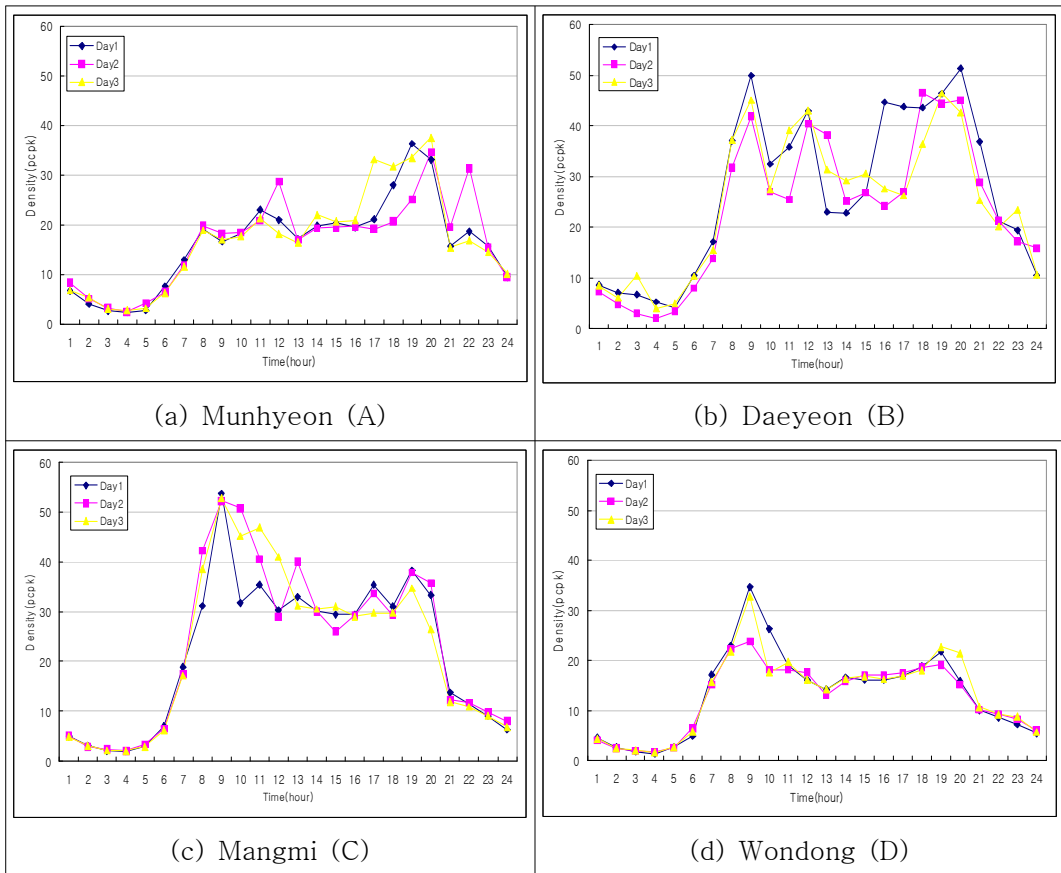 60
50
40
30
20
10
0
Density(pcpk)
Day1
Day2
Day3
1 2 3 4 5 6 7 8 9 10 11 12 13 14 15 16 17 18 19 20 21 22 23 24
Time(hour)
(a) Munhyeon (A)
60
50
40
30
20
10
0
Density(pcpk)
Day1
Day2
Day3
1 2 3 4 5 6 7 8 9 10 11 12 13 14 15 16 17 18 19 20 21 22 23 24
Time(hour)
(b) Daeyeon (B)
60
50
40
30
20
10
0
Density(pcpk)
Day1
Day2
Day3
1 2 3 4 5 6 7 8 9 10 11 12 13 14 15 16 17 18 19 20 21 22 23 24
Time(hour)
(c) Mangmi (C)
60
50
40
30
20
10
0
Density(pcpk)
Day1
Day2
Day3
1 2 3 4 5 6 7 8 9 10 11 12 13 14 15 16 17 18 19 20 21 22 23 24
Time(hour)
(d) Wondong (D)